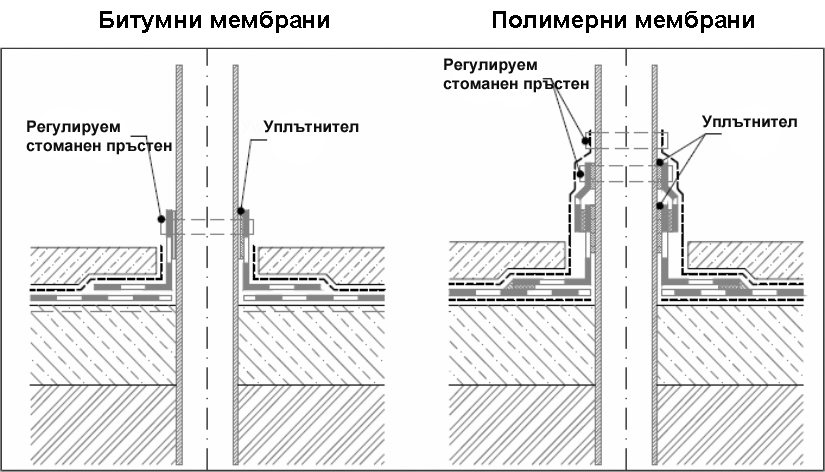 Битумни мембрани
Полимерни мембрани
Регулируем
стоманен пръстен
Уплътнител
Регулируем
стоманен пръстен
Уплътнител